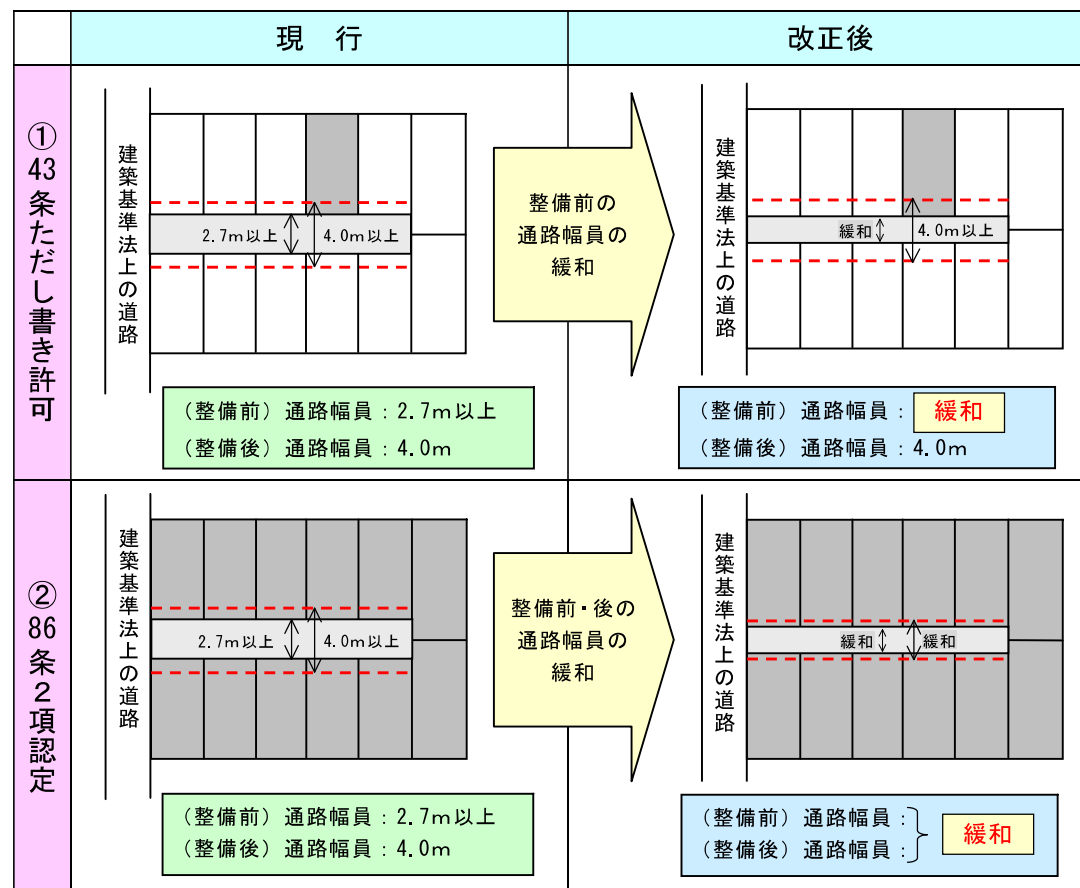 現　行
改正後
①43条ただし書き許可
建築基準法上の道路
2.7m以上
4.0m以上
（整備前）通路幅員：2.7m以上
（整備後）通路幅員：4.0m
整備前の
通路幅員の
緩和
建築基準法上の道路
緩和
4.0m以上
（整備前）通路幅員：緩和
（整備後）通路幅員：4.0m
②86条2項認定
建築基準法上の道路
2.7m以上
4.0m以上
（整備前）通路幅員：2.7m以上
（整備後）通路幅員：4.0m
整備前・後の
通路幅員の
緩和
建築基準法上の道路
緩和
緩和
（整備前）通路幅員：
（整備後）通路幅員：
緩和